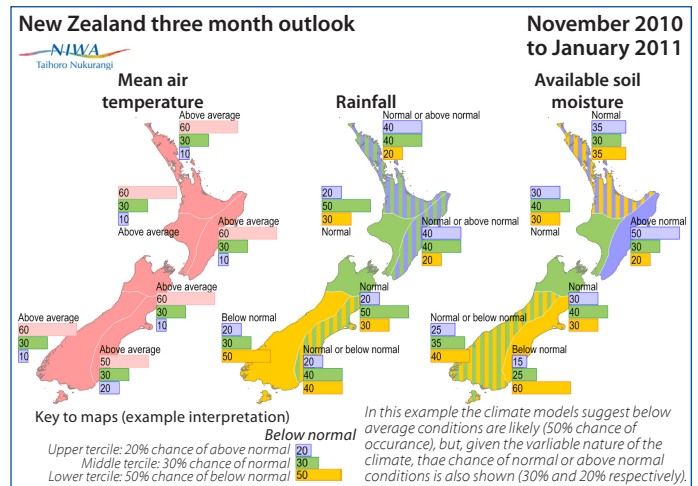 New Zealand three month outlook
November 2010
to January 2011
NIWA
Taihoro Nukurangi
Mean air
temperature
Above average
60
30
10
60
30
10
Above average
Above average
60
30
10
Above average
60
30
10
Above average
60
30
10
Above average
50
30
20
Rainfall
Normal or above normal
40
40
20
20
50
30
Normal
Normal or above normal
40
40
20
Normal
20
50
30
Below normal
20
30
50
Normal or below normal
20
40
40
Available soil
moisture
Normal
35
30
35
30
40
30
Normal
Above normal
50
30
20
Normal
30
40
30
Normal or below normal
25
35
40
Below normal
15
25
60
Key to maps (example interpretation)
Below normal
Upper tercile: 20% chance of above normal 20
Middle tercile: 30% chance of normal 30
Lower tercile: 50% chance of below normal 50
In this example the climate models suggest below
average conditions are likely (50% chance of
occurance), but, given the varliable nature of the
climate, thae chance of normal or above normal
conditions is also shown (30% and 20% respectively).